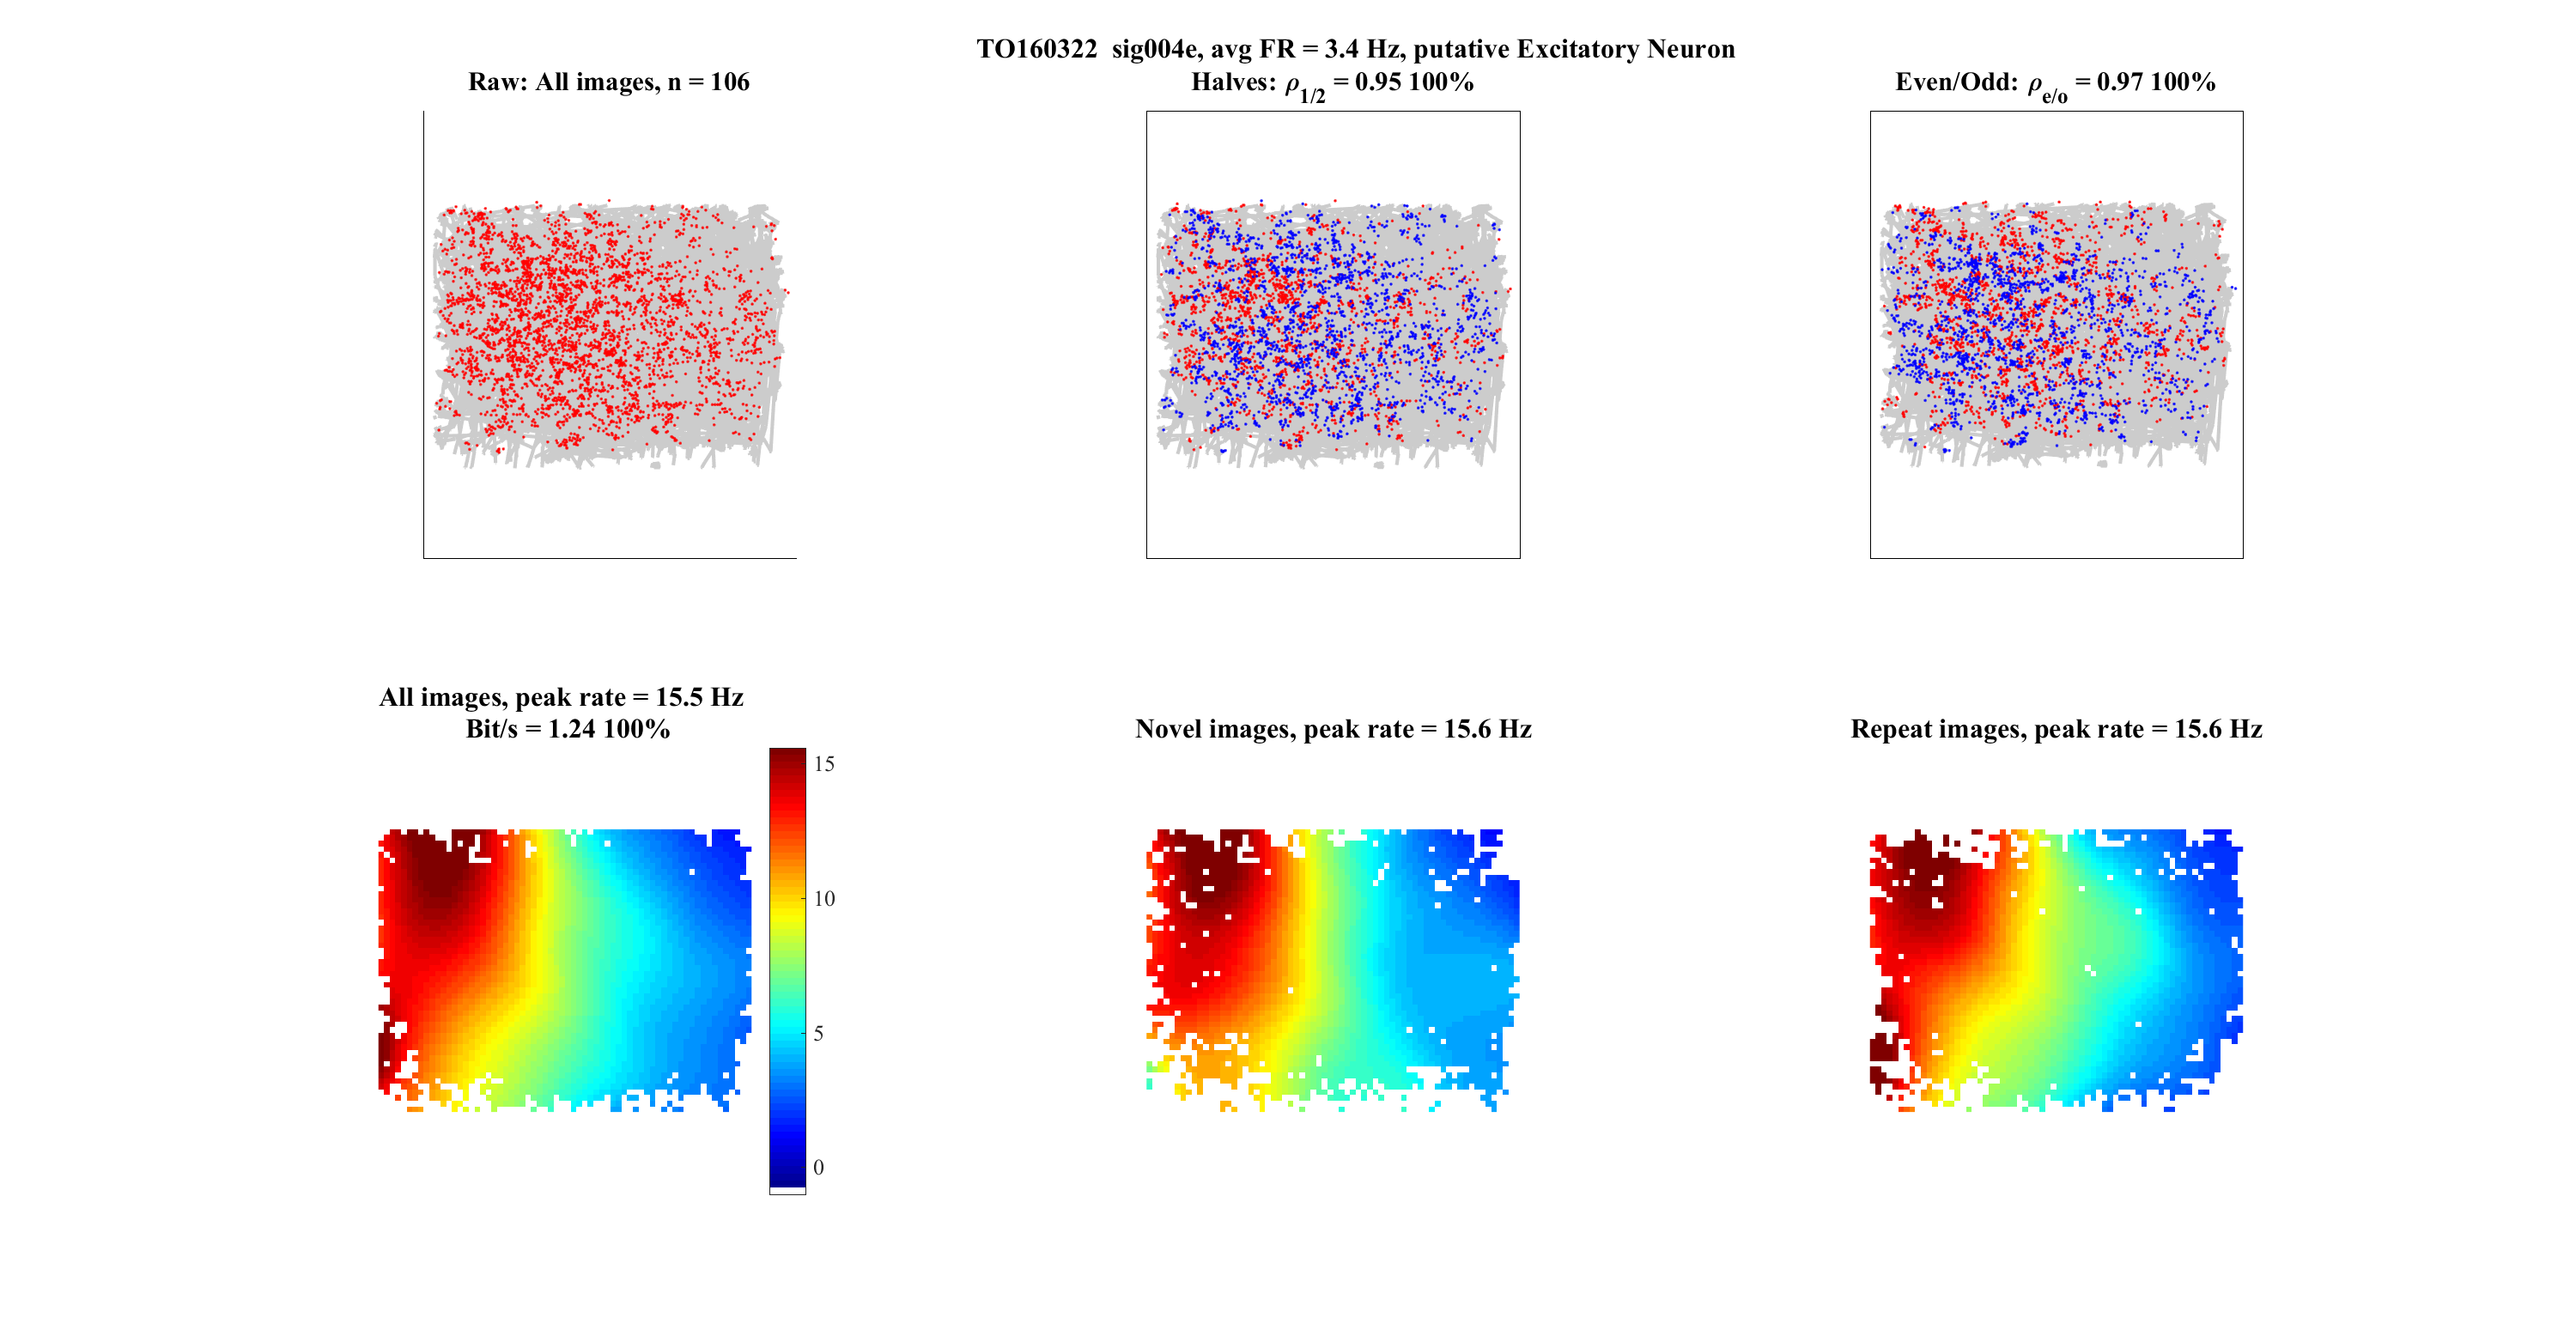 TO160322  sig004e, avg FR = 3.4 Hz, putative Excitatory Neuron
Raw: All images, n = 106
Halves: ρ1/2 = 0.95 100%
Even/Odd: ρe/o = 0.97 100%
All images, peak rate = 15.5 Hz
Bit/s = 1.24 100%
Novel images, peak rate = 15.6 Hz
Repeat images, peak rate = 15.6 Hz
15
10
5
0